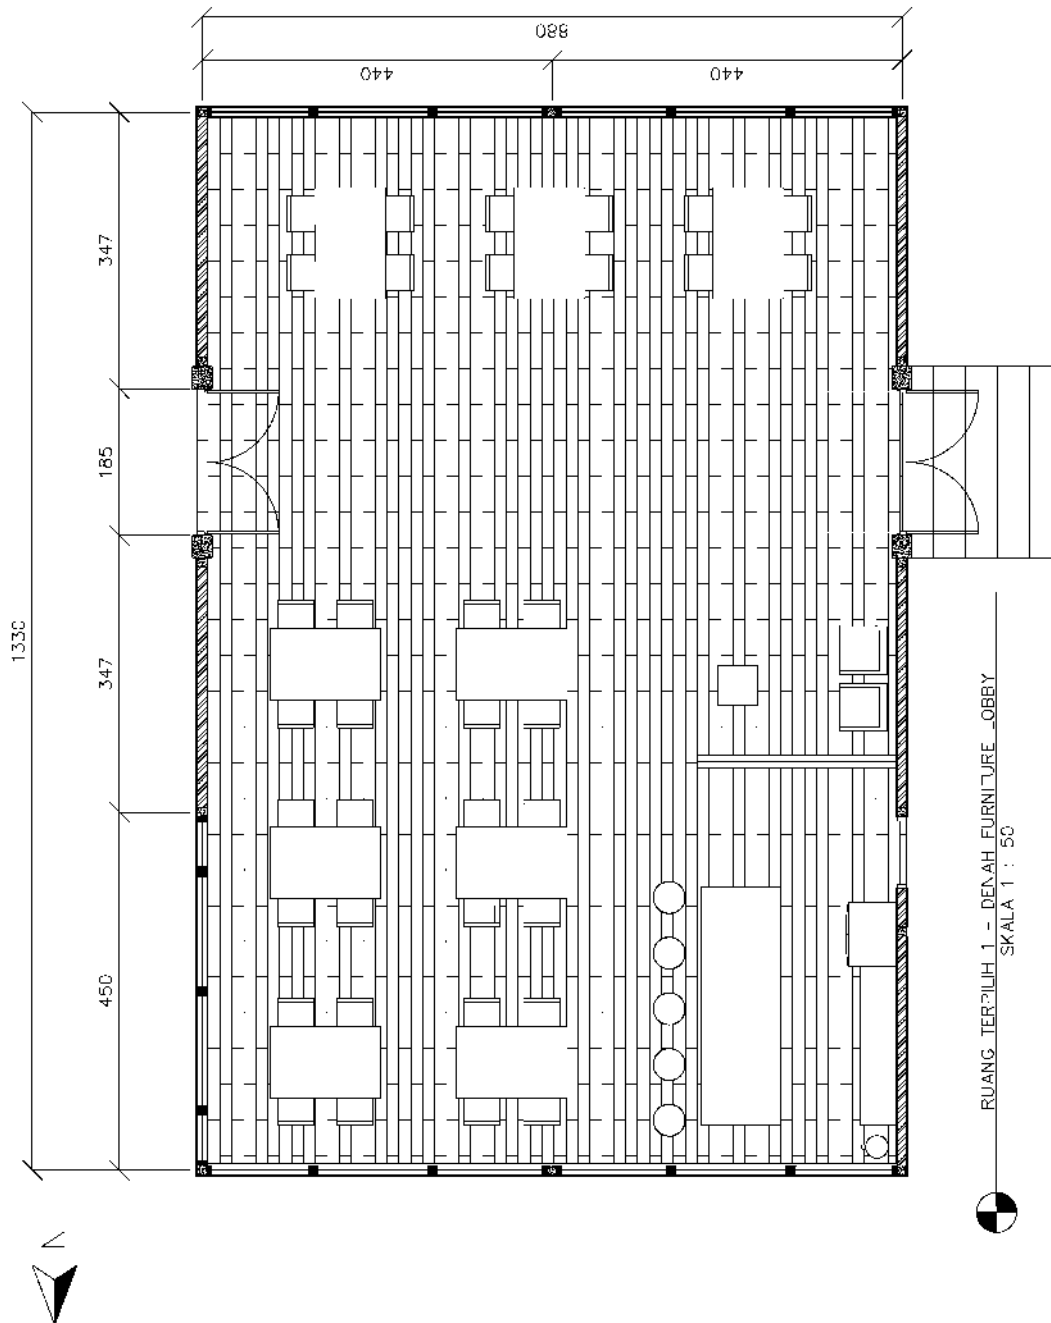 880
440
440
347
185
347
450
1330
RUANG TERPILIH 1 - DENAH FURNITURE LOBBY
SKALA 1 : 50
N